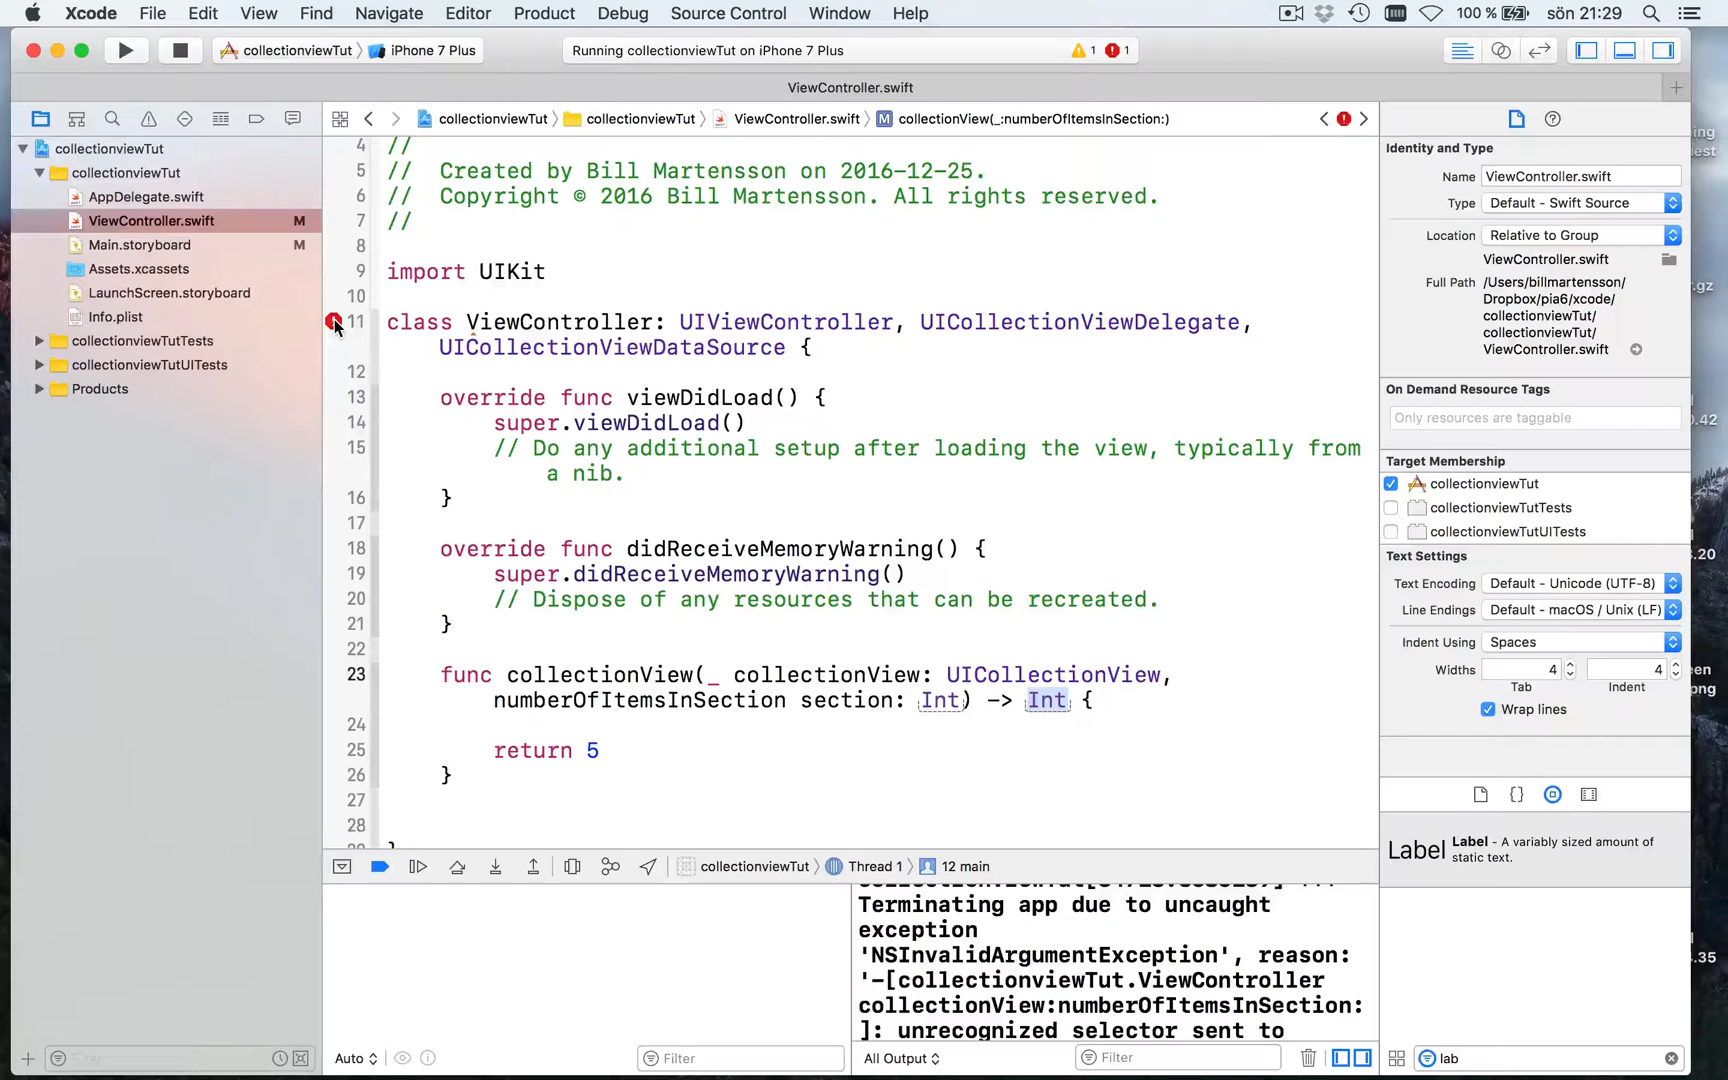 Xcode File Edit View Find Navigate Editor Product Debug Source Control Window Help 100 % sön 21:29
collectionviewTut iPhone 7 Plus Running collectionviewTut on iPhone 7 Plus 1 1
ViewController.swift
collectionviewTut collectionviewTut ViewController.swift M collectionView(_:numberOfItemsInSection:)
collectionviewTut
collectionviewTut
AppDelegate.swift
ViewController.swift M
Main.storyboard M
Assets.xcassets
LaunchScreen.storyboard
Info.plist
collectionviewTutTests
collectionviewTutUITests
Products
4 //
5 // Created by Bill Martensson on 2016-12-25.
6 // Copyright © 2016 Bill Martensson. All rights reserved.
7 //
8
9 import UIKit
10
11 class ViewController: UIViewController, UICollectionViewDelegate,
UICollectionViewDataSource {
12
13 override func viewDidLoad() {
14 super.viewDidLoad()
15 // Do any additional setup after loading the view, typically from
a nib.
16 }
17
18 override func didReceiveMemoryWarning() {
19 super.didReceiveMemoryWarning()
20 // Dispose of any resources that can be recreated.
21 }
22
23 func collectionView(_ collectionView: UICollectionView,
numberOfItemsInSection section: Int) -> Int {
24
25 return 5
26 }
27
28
collectionviewTut Thread 1 12 main
Terminating app due to uncaught
exception
'NSInvalidArgumentException', reason:
'-[collectionviewTut.ViewController
collectionView:numberOfItemsInSection:
]: unrecognized selector sent to
Filter
Auto
Filter
All Output
Filter
Identity and Type
Name ViewController.swift
Type Default - Swift Source
Location Relative to Group
ViewController.swift
Full Path /Users/billmartensson/
Dropbox/pia6/xcode/
collectionviewTut/
collectionviewTut/
ViewController.swift
On Demand Resource Tags
Only resources are taggable
Target Membership
collectionviewTut
collectionviewTutTests
collectionviewTutUITests
Text Settings
Text Encoding Default - Unicode (UTF-8)
Line Endings Default - macOS / Unix (LF)
Indent Using Spaces
Widths 4 4
Tab Indent
Wrap lines
{}
Label Label - A variably sized amount of
static text.
lab